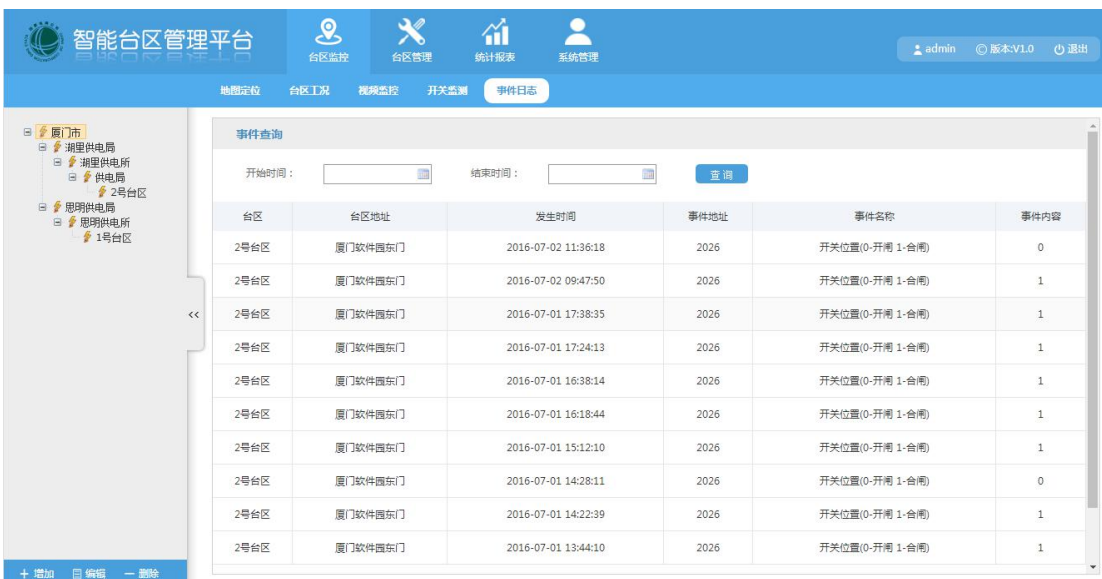 智能台区管理平台
台区监控 台区管理 统计报表 系统管理
admin ©版本:V1.0 退出
地图定位 台区工况 视频监控 开关监测 事件日志
厦门市
湖里供电局
湖里供电所
供电局
2号台区
思明供电局
思明供电所
1号台区
<<
事件查询
开始时间： 结束时间： 查询
台区 台区地址 发生时间 事件地址 事件名称 事件内容
2号台区 厦门软件园东门 2016-07-02 11:36:18 2026 开关位置(0-开闸 1-合闸) 0
2号台区 厦门软件园东门 2016-07-02 09:47:50 2026 开关位置(0-开闸 1-合闸) 1
2号台区 厦门软件园东门 2016-07-01 17:38:35 2026 开关位置(0-开闸 1-合闸) 1
2号台区 厦门软件园东门 2016-07-01 17:24:13 2026 开关位置(0-开闸 1-合闸) 1
2号台区 厦门软件园东门 2016-07-01 16:38:14 2026 开关位置(0-开闸 1-合闸) 1
2号台区 厦门软件园东门 2016-07-01 16:18:44 2026 开关位置(0-开闸 1-合闸) 1
2号台区 厦门软件园东门 2016-07-01 15:12:10 2026 开关位置(0-开闸 1-合闸) 1
2号台区 厦门软件园东门 2016-07-01 14:28:11 2026 开关位置(0-开闸 1-合闸) 0
2号台区 厦门软件园东门 2016-07-01 14:22:39 2026 开关位置(0-开闸 1-合闸) 1
2号台区 厦门软件园东门 2016-07-01 13:44:10 2026 开关位置(0-开闸 1-合闸) 1
增加 编辑 删除